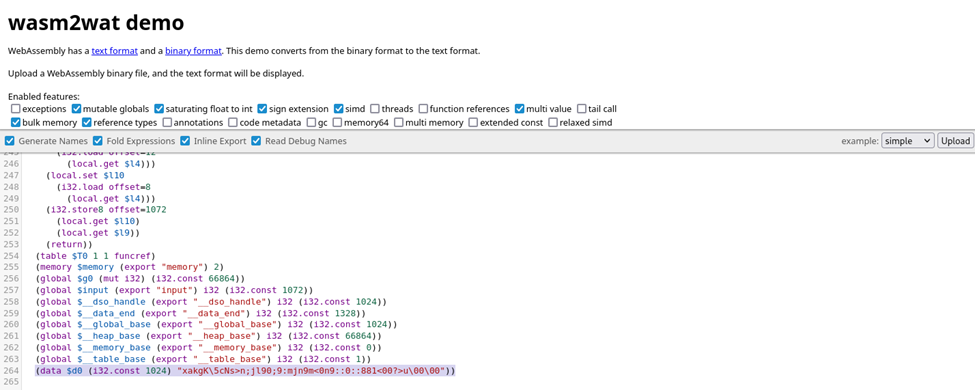 wasm2wat demo
WebAssembly has a text format and a binary format. This demo converts from the binary format to the text format.
Upload a WebAssembly binary file, and the text format will be displayed.
Enabled features:
exceptions mutable globals saturating float to int sign extension simd threads function references multi value tail call
bulk memory reference types annotations code metadata gc memory64 multi memory extended const relaxed simd
Generate Names Fold Expressions Inline Export Read Debug Names example: simple Upload
245 (i32.load offset=12
246 (local.get $l4)))
247 (local.set $l10
248 (i32.load offset=8
249 (local.get $l4)))
250 (i32.store8 offset=1072
251 (local.get $l10)
252 (local.get $l9))
253 (return))
254 (table $T0 1 1 funcref)
255 (memory $memory (export "memory") 2)
256 (global $g0 (mut i32) (i32.const 66864))
257 (global $input (export "input") i32 (i32.const 1072))
258 (global $__dso_handle (export "__dso_handle") i32 (i32.const 1024))
259 (global $__data_end (export "__data_end") i32 (i32.const 1328))
260 (global $__global_base (export "__global_base") i32 (i32.const 1024))
261 (global $__heap_base (export "__heap_base") i32 (i32.const 66864))
262 (global $__memory_base (export "__memory_base") i32 (i32.const 0))
263 (global $__table_base (export "__table_base") i32 (i32.const 1))
264 (data $d0 (i32.const 1024) "xakgK\5cNs>n;jl90;9:mjn9m<0n9::0::881<00?>u\00\00"))
265